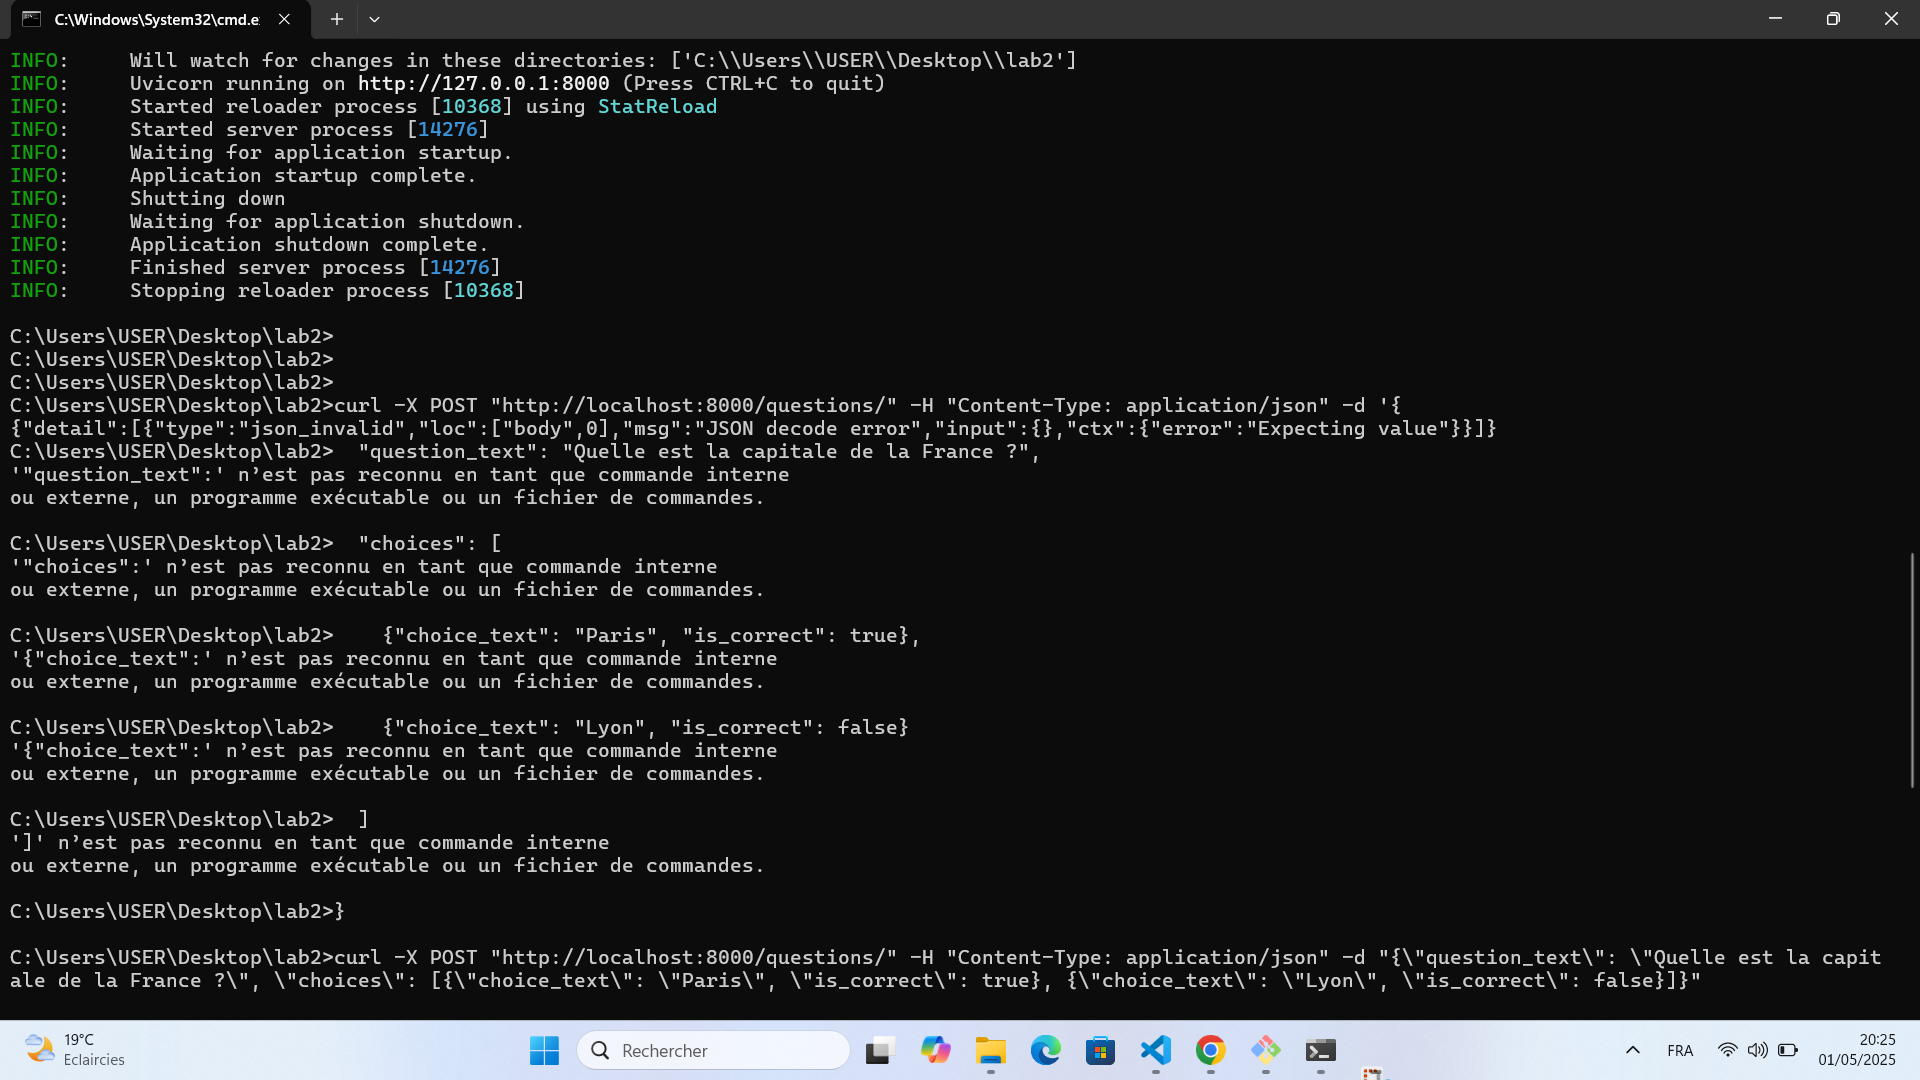 C:\Windows\System32\cmd.e
INFO:     Will watch for changes in these directories: ['C:\\Users\\USER\\Desktop\\lab2']
INFO:     Uvicorn running on http://127.0.0.1:8000 (Press CTRL+C to quit)
INFO:     Started reloader process [10368] using StatReload
INFO:     Started server process [14276]
INFO:     Waiting for application startup.
INFO:     Application startup complete.
INFO:     Shutting down
INFO:     Waiting for application shutdown.
INFO:     Application shutdown complete.
INFO:     Finished server process [14276]
INFO:     Stopping reloader process [10368]
C:\Users\USER\Desktop\lab2>
C:\Users\USER\Desktop\lab2>
C:\Users\USER\Desktop\lab2>
C:\Users\USER\Desktop\lab2>curl -X POST "http://localhost:8000/questions/" -H "Content-Type: application/json" -d '{
{"detail":[{"type":"json_invalid","loc":["body",0],"msg":"JSON decode error","input":{},"ctx":{"error":"Expecting value"}}]}
C:\Users\USER\Desktop\lab2>  "question_text": "Quelle est la capitale de la France ?",
'"question_text":' n’est pas reconnu en tant que commande interne
ou externe, un programme exécutable ou un fichier de commandes.
C:\Users\USER\Desktop\lab2>  "choices": [
'"choices":' n’est pas reconnu en tant que commande interne
ou externe, un programme exécutable ou un fichier de commandes.
C:\Users\USER\Desktop\lab2>    {"choice_text": "Paris", "is_correct": true},
'{"choice_text":' n’est pas reconnu en tant que commande interne
ou externe, un programme exécutable ou un fichier de commandes.
C:\Users\USER\Desktop\lab2>    {"choice_text": "Lyon", "is_correct": false}
'{"choice_text":' n’est pas reconnu en tant que commande interne
ou externe, un programme exécutable ou un fichier de commandes.
C:\Users\USER\Desktop\lab2>  ]
']' n’est pas reconnu en tant que commande interne
ou externe, un programme exécutable ou un fichier de commandes.
C:\Users\USER\Desktop\lab2>}
C:\Users\USER\Desktop\lab2>curl -X POST "http://localhost:8000/questions/" -H "Content-Type: application/json" -d "{\"question_text\": \"Quelle est la capit
ale de la France ?\", \"choices\": [{\"choice_text\": \"Paris\", \"is_correct\": true}, {\"choice_text\": \"Lyon\", \"is_correct\": false}]}"
19°C
Eclaircies
Rechercher
FRA
20:25
01/05/2025